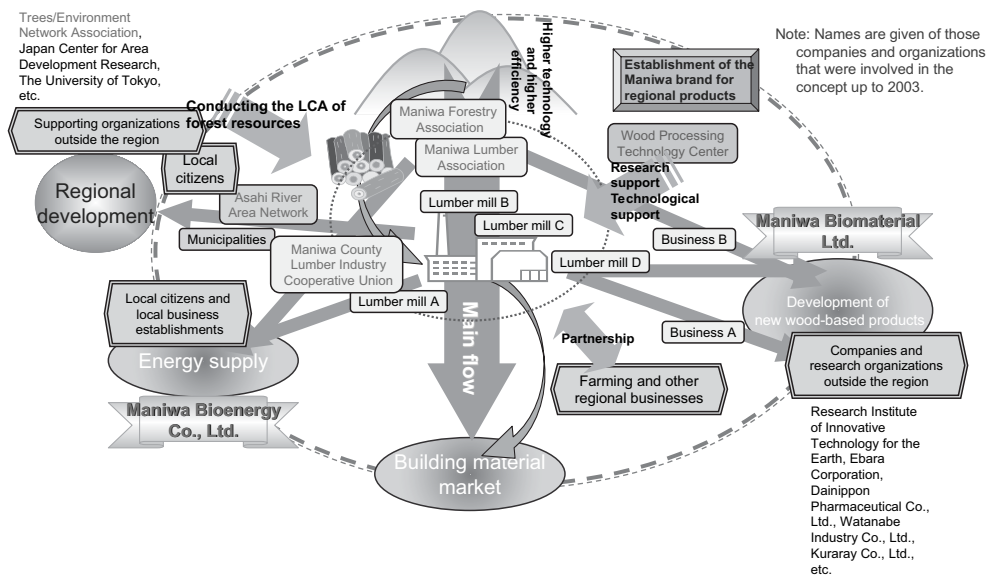 Trees/Environment
Network Association,
Japan Center for Area
Development Research,
The University of Tokyo,
etc.
Supporting organizations
outside the region
Conducting the LCA of
forest resources
Higher technology
and higher
efficiency
Establishment of the
Maniwa brand for
regional products
Note: Names are given of those
companies and organizations
that were involved in the
concept up to 2003.
Maniwa Forestry
Association
Maniwa Lumber
Association
Wood Processing
Technology Center
Research
support
Technological
support
Local
citizens
Regional
development
Asahi River
Area Network
Municipalities
Lumber mill B
Lumber mill C
Business B
Maniwa Biomaterial
Ltd.
Maniwa County
Lumber Industry
Cooperative Union
Lumber mill D
Lumber mill A
Local citizens and
local business
establishments
Energy supply
Maniwa Bioenergy
Co., Ltd.
Main flow
Partnership
Business A
Development of
new wood-based products
Farming and other
regional businesses
Companies and
research organizations
outside the region
Building material
market
Research Institute
of Innovative
Technology for the
Earth, Ebara
Corporation,
Dainippon
Pharmaceutical Co.,
Ltd., Watanabe
Industry Co., Ltd.,
Kuraray Co., Ltd.,
etc.